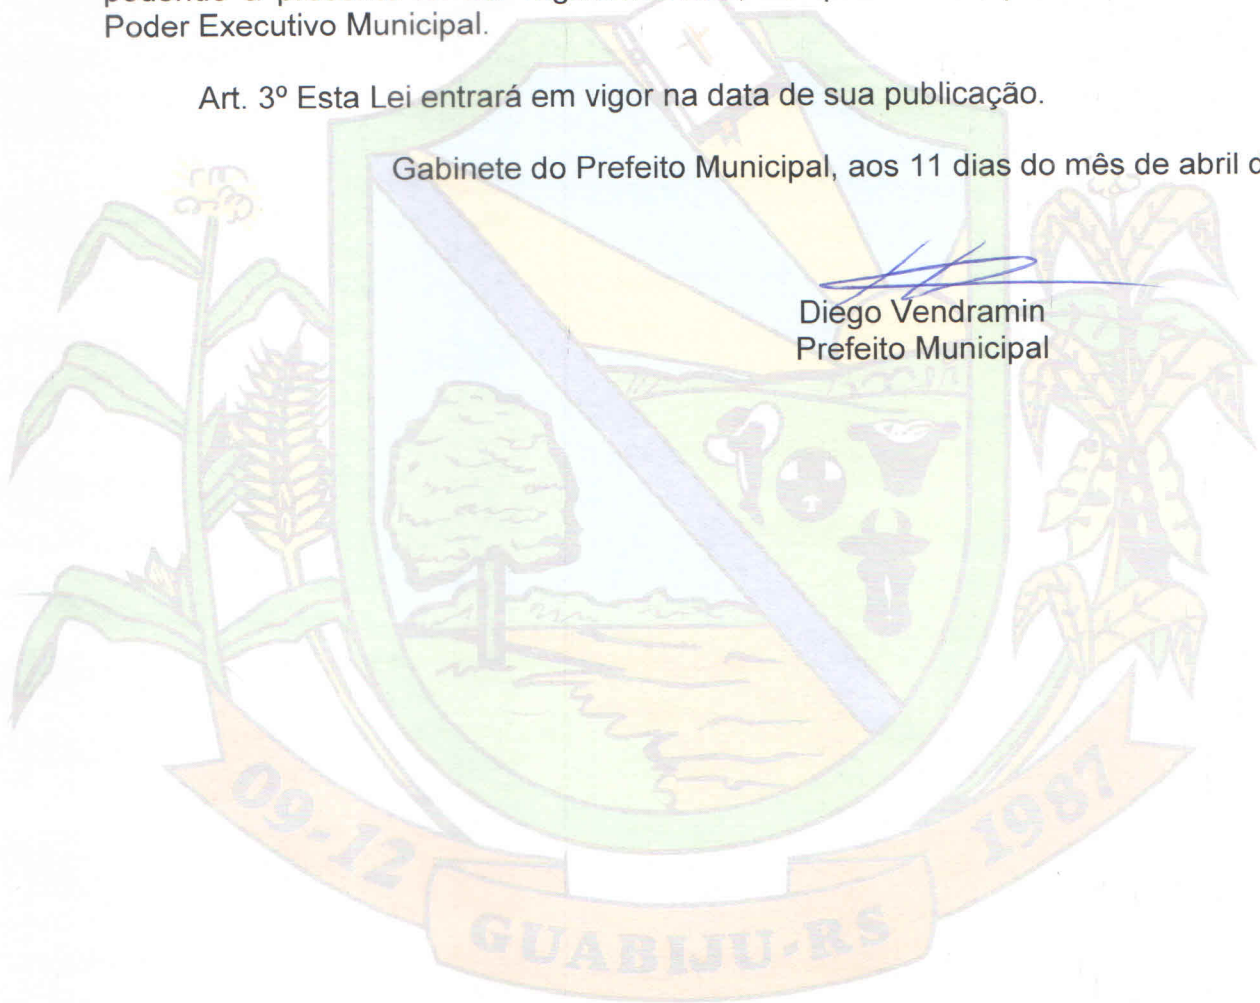 Poder Executivo Municipal.
Art. 3º Esta Lei entrará em vigor na data de sua publicação.
Gabinete do Prefeito Municipal, aos 11 dias do mês de abril d
Diego Vendramin
Prefeito Municipal
09-12
1987
GUABIJU-RS